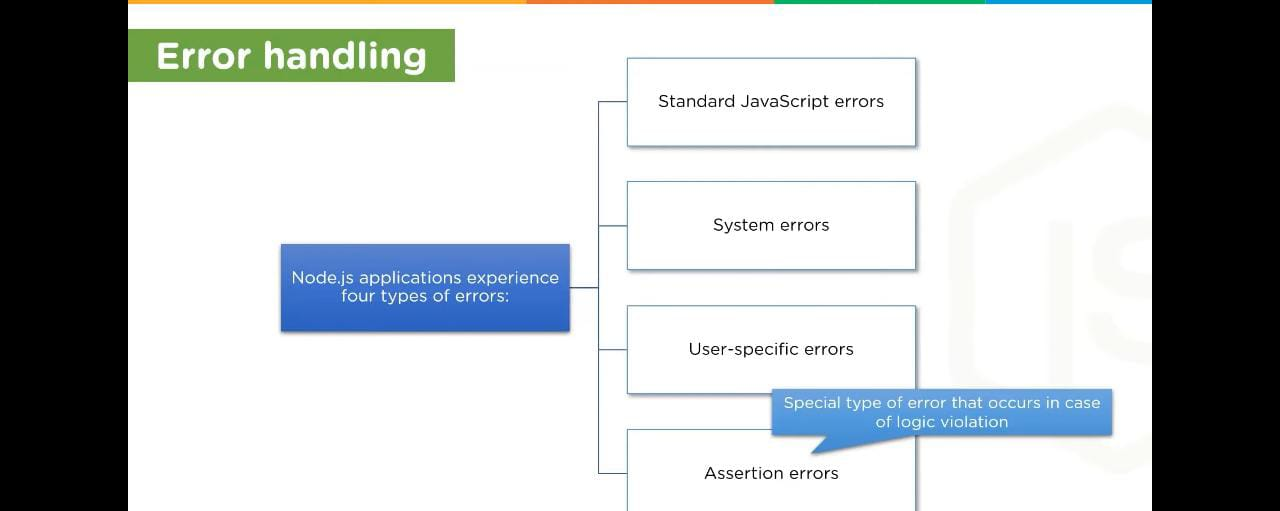 Error handling
Standard JavaScript errors
System errors
Node.js applications experience
four types of errors:
User-specific errors
Special type of error that occurs in case
of logic violation
Assertion errors
JS